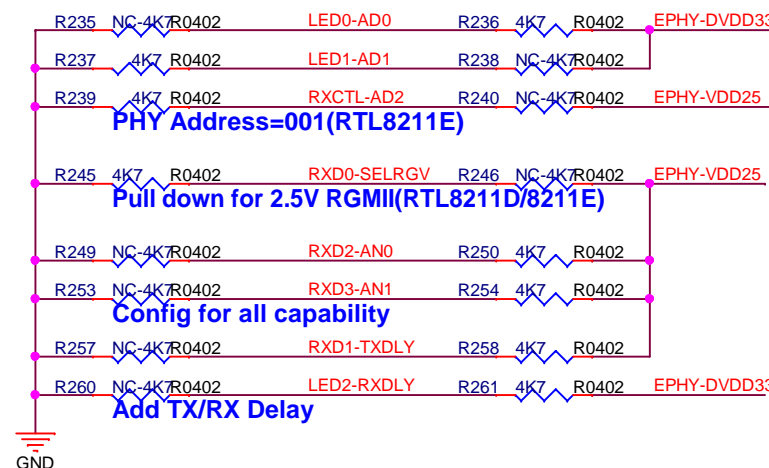 R235 NC-4K7 R0402 LED0-AD0 R236 4K7 R0402 EPHY-DVDD33
R237 4K7 R0402 LED1-AD1 R238 NC-4K7 R0402
R239 4K7 R0402 RXCTL-AD2 R240 NC-4K7 R0402 EPHY-VDD25
PHY Address=001(RTL8211E)
R245 4K7 R0402 RXD0-SELRGV R246 NC-4K7 R0402 EPHY-VDD25
Pull down for 2.5V RGMII(RTL8211D/8211E)
R249 NC-4K7 R0402 RXD2-AN0 R250 4K7 R0402
R253 NC-4K7 R0402 RXD3-AN1 R254 4K7 R0402
Config for all capability
R257 NC-4K7 R0402 RXD1-TXDLY R258 4K7 R0402
R260 NC-4K7 R0402 LED2-RXDLY R261 4K7 R0402 EPHY-DVDD33
Add TX/RX Delay
GND